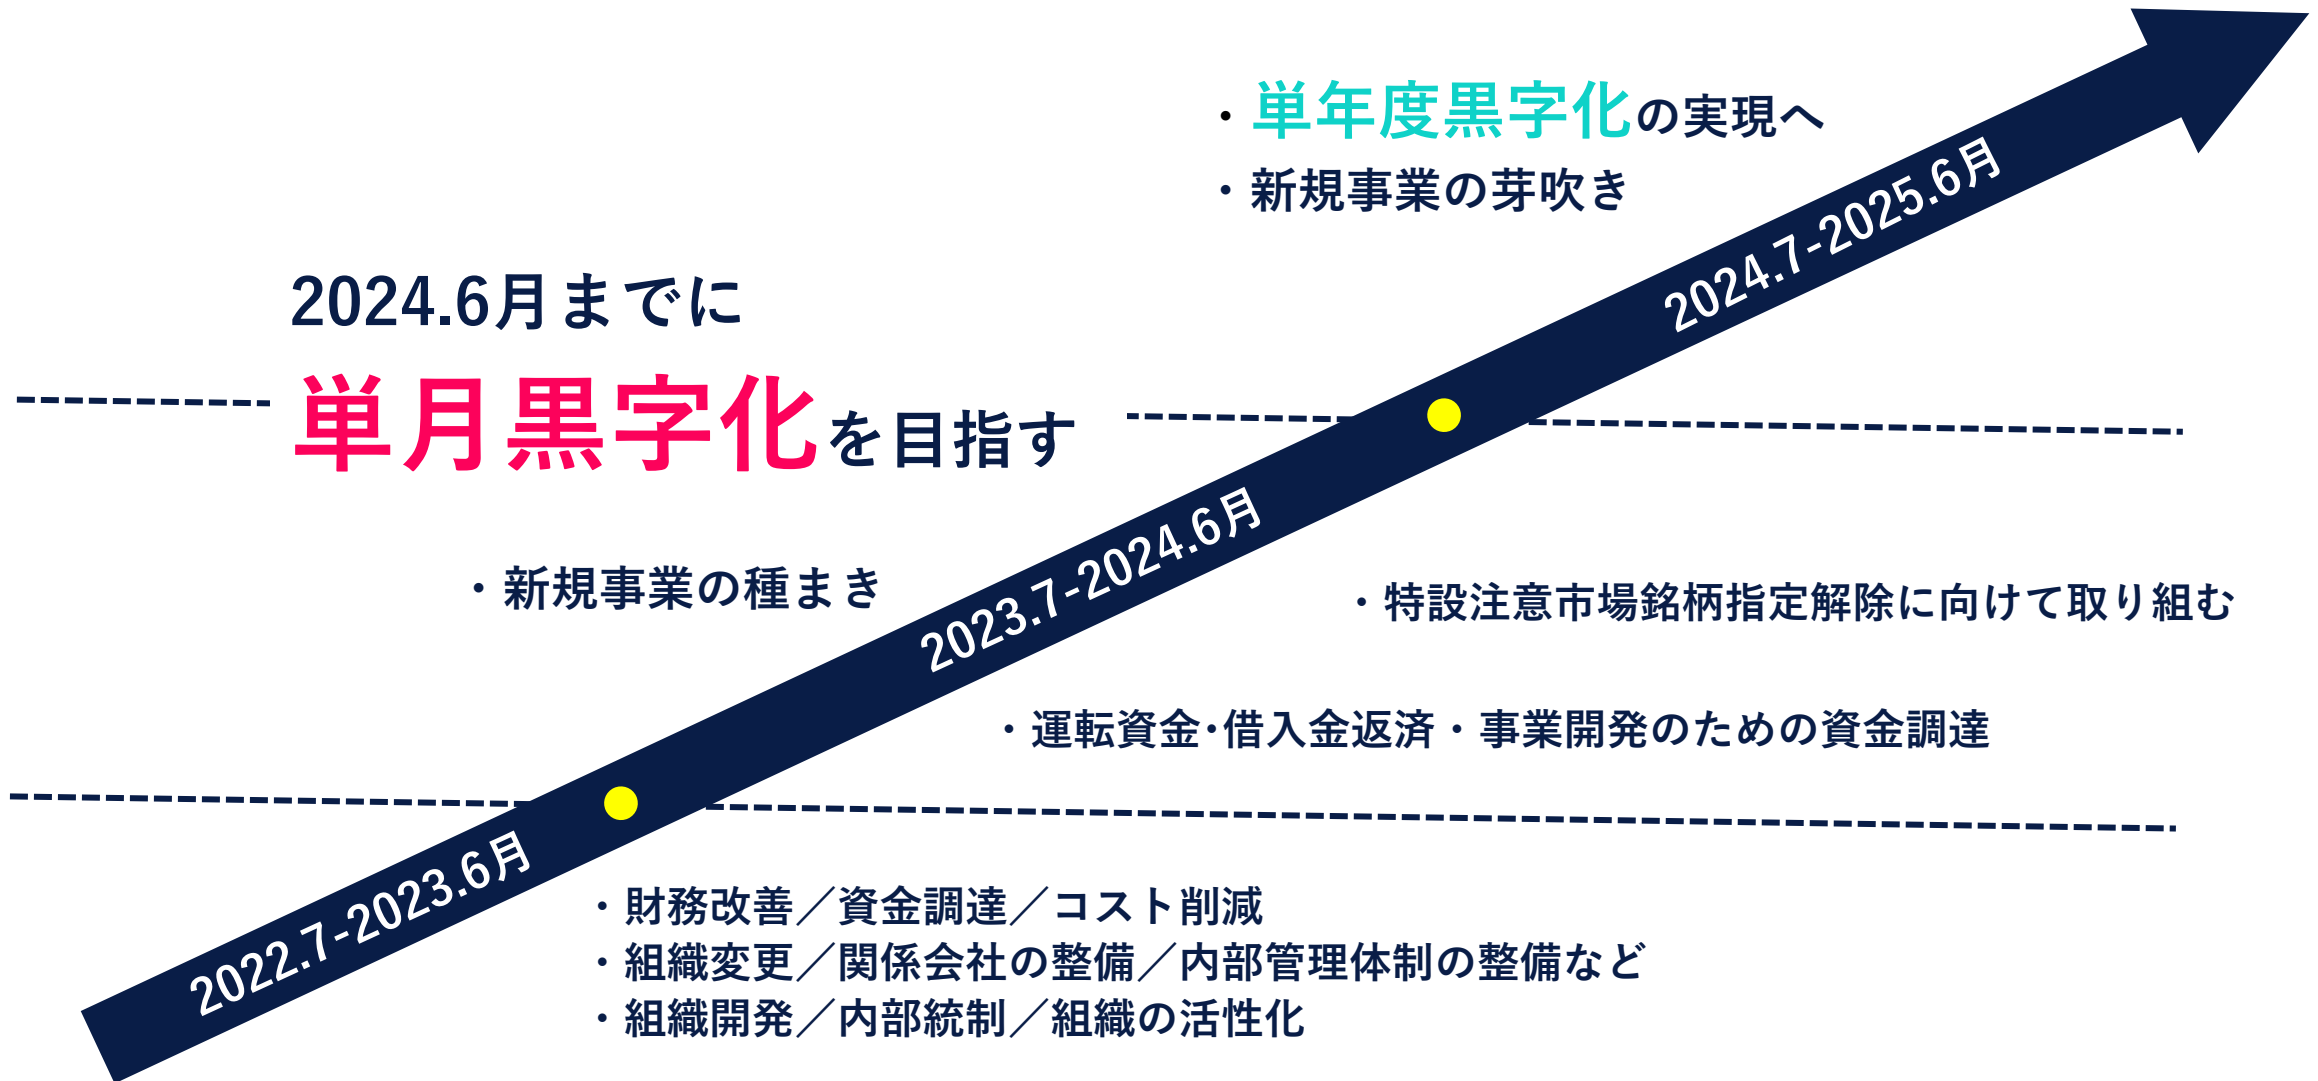 ・単年度黒字化の実現へ
・新規事業の芽吹き
2024.7-2025.6月
2024.6月までに
単月黒字化を目指す
・新規事業の種まき
2023.7-2024.6月
・特設注意市場銘柄指定解除に向けて取り組む
・運転資金･借入金返済・事業開発のための資金調達
2022.7-2023.6月
・財務改善／資金調達／コスト削減
・組織変更／関係会社の整備／内部管理体制の整備など
・組織開発／内部統制／組織の活性化